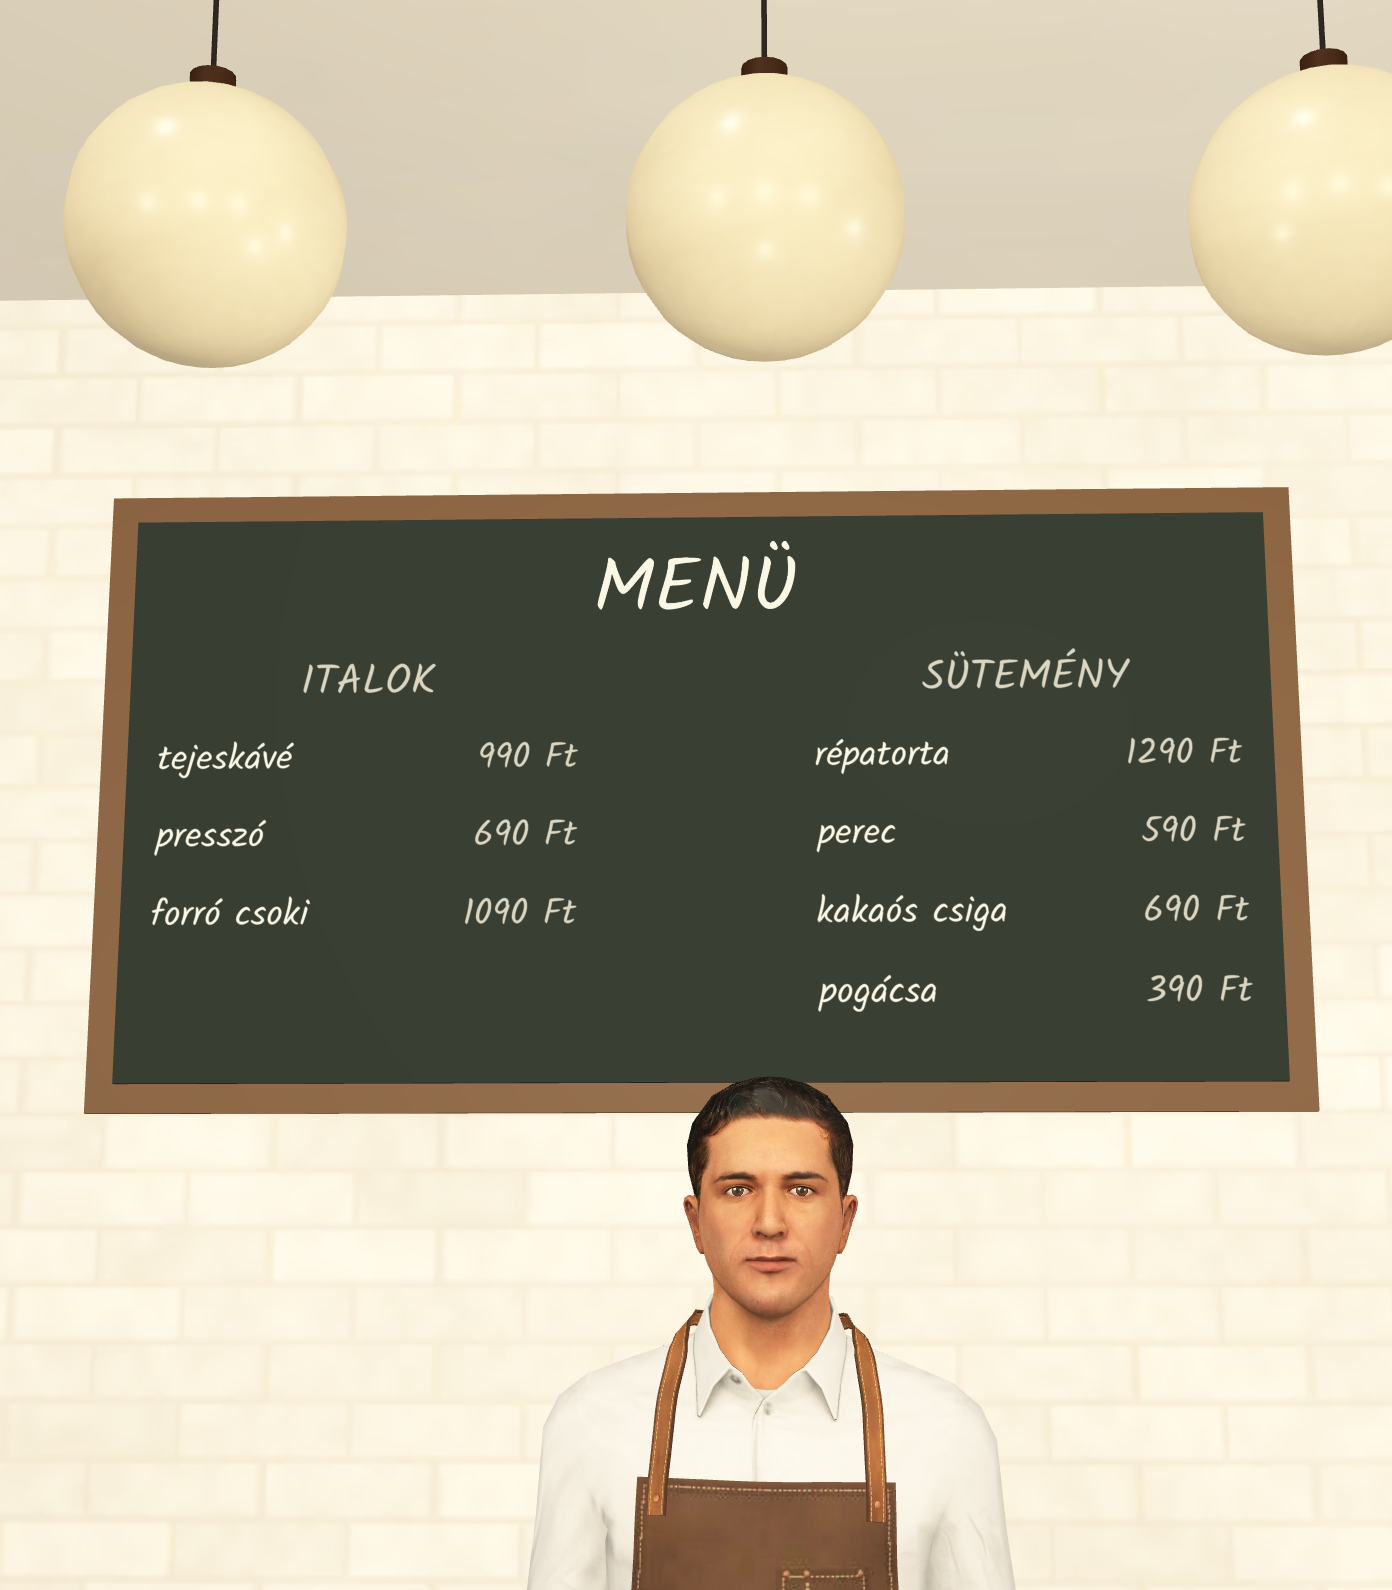 MENÜ
ITALOK
tejeskávé 990 Ft
presszó 690 Ft
forró csoki 1090 Ft
SÜTEMÉNY
répatorta 1290 Ft
perec 590 Ft
kakaós csiga 690 Ft
pogácsa 390 Ft